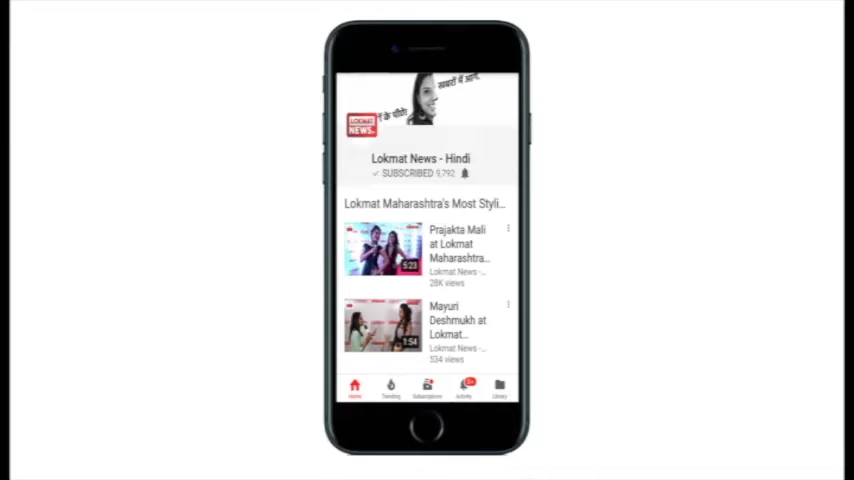 खबरों में आगे,
के पीछे
LOKMAT
NEWS
Lokmat News - Hindi
SUBSCRIBED 9,792
Lokmat Maharashtra's Most Styli...
Prajakta Mali
at Lokmat
Maharashtra...
Lokmat News -...
28K views
5:23
Mayuri
Deshmukh at
Lokmat...
Lokmat News -...
534 views
1:54
Home
Trending
Subscriptions
Activity
Library